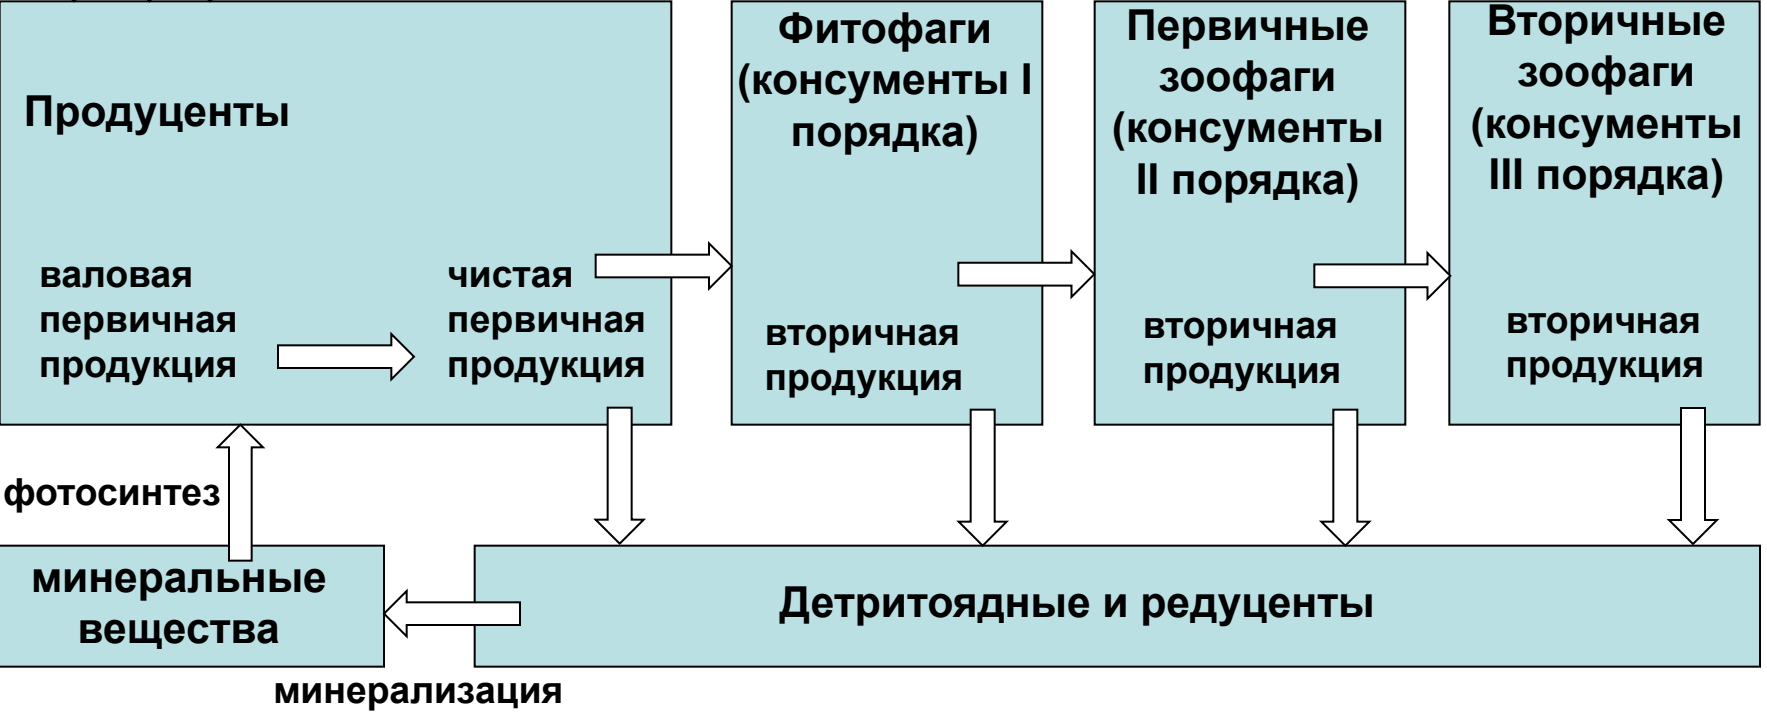 Продуценты
валовая
первичная
продукция
чистая
первичная
продукция
Фитофаги
(консументы I
порядка)
вторичная
продукция
Первичные
зоофаги
(консументы
II порядка)
вторичная
продукция
Вторичные
зоофаги
(консументы
III порядка)
вторичная
продукция
фотосинтез
минеральные
вещества
Детритоядные и редуценты
минерализация